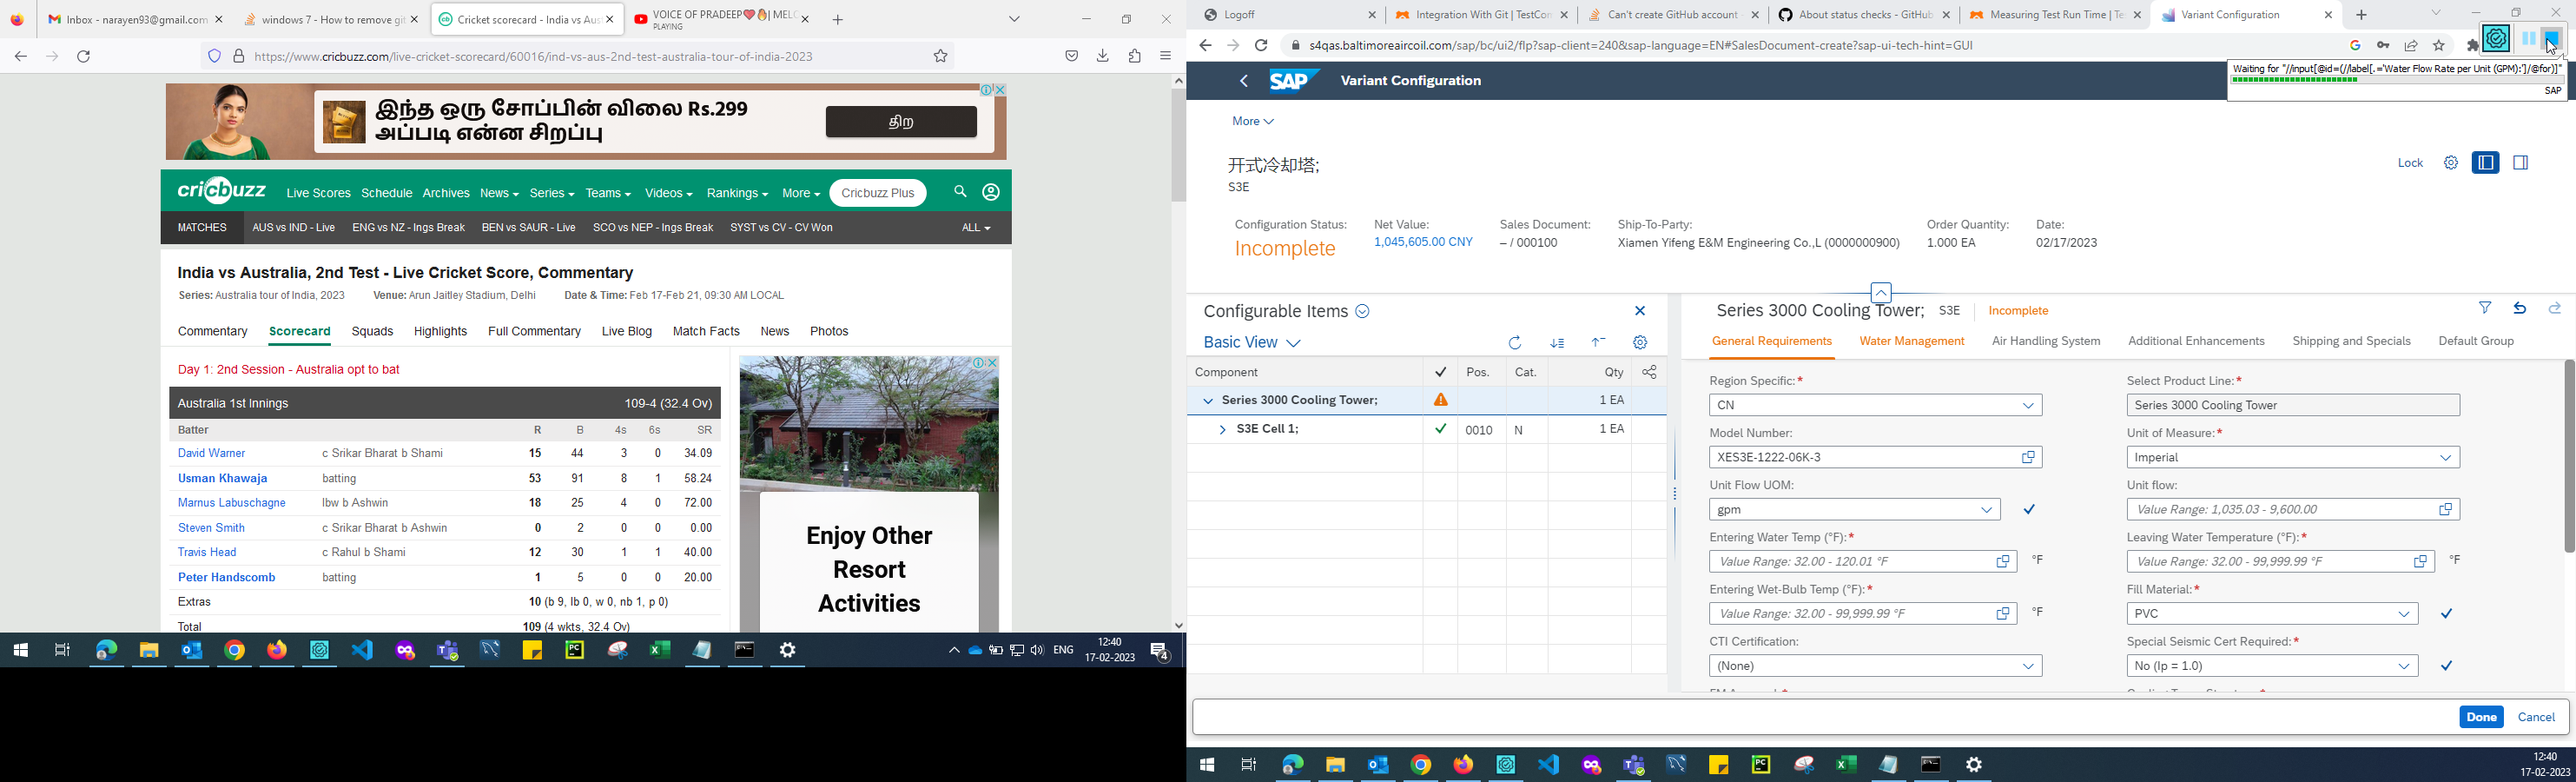 Inbox - narayen93@gmail.com
windows 7 - How to remove git
Cricket scorecard - India vs Aus
VOICE OF PRADEEP❤️🔥| MELO
PLAYING
https://www.cricbuzz.com/live-cricket-scorecard/60016/ind-vs-aus-2nd-test-australia-tour-of-india-2023
இந்த ஒரு சோப்பின் விலை Rs.299
அப்படி என்ன சிறப்பு
திற
cricbuzz
Live Scores Schedule Archives News Series Teams Videos Rankings More Cricbuzz Plus
MATCHES AUS vs IND - Live ENG vs NZ - Ings Break BEN vs SAUR - Live SCO vs NEP - Ings Break SYST vs CV - CV Won ALL
India vs Australia, 2nd Test - Live Cricket Score, Commentary
Series: Australia tour of India, 2023 Venue: Arun Jaitley Stadium, Delhi Date & Time: Feb 17-Feb 21, 09:30 AM LOCAL
Commentary Scorecard Squads Highlights Full Commentary Live Blog Match Facts News Photos
Day 1: 2nd Session - Australia opt to bat
Australia 1st Innings 109-4 (32.4 Ov)
Batter R B 4s 6s SR
David Warner c Srikar Bharat b Shami 15 44 3 0 34.09
Usman Khawaja batting 53 91 8 1 58.24
Marnus Labuschagne lbw b Ashwin 18 25 4 0 72.00
Steven Smith c Srikar Bharat b Ashwin 0 2 0 0 0.00
Travis Head c Rahul b Shami 12 30 1 1 40.00
Peter Handscomb batting 1 5 0 0 20.00
Extras 10 (b 9, lb 0, w 0, nb 1, p 0)
Total 109 (4 wkts, 32.4 Ov)
Enjoy Other
Resort
Activities
ENG
12:40
17-02-2023
4
Logoff
Integration With Git | TestCom
Can't create GitHub account -
About status checks - GitHub
Measuring Test Run Time | Te
Variant Configuration
s4qas.baltimoreaircoil.com/sap/bc/ui2/flp?sap-client=240&sap-language=EN#SalesDocument-create?sap-ui-tech-hint=GUI
Waiting for "//input[@id=(//label[.='Water Flow Rate per Unit (GPM):']/@for)]"
SAP
SAP Variant Configuration
More
开式冷却塔;
S3E
Lock
Configuration Status: Net Value: Sales Document: Ship-To-Party: Order Quantity: Date:
Incomplete 1,045,605.00 CNY – / 000100 Xiamen Yifeng E&M Engineering Co.,L (0000000900) 1.000 EA 02/17/2023
Configurable Items
Basic View
Component Pos. Cat. Qty
Series 3000 Cooling Tower; 1 EA
S3E Cell 1; 0010 N 1 EA
Series 3000 Cooling Tower; S3E Incomplete
General Requirements Water Management Air Handling System Additional Enhancements Shipping and Specials Default Group
Region Specific:* Select Product Line:*
CN Series 3000 Cooling Tower
Model Number: Unit of Measure:*
XES3E-1222-06K-3 Imperial
Unit Flow UOM: Unit flow:
gpm Value Range: 1,035.03 - 9,600.00
Entering Water Temp (°F):* Leaving Water Temperature (°F):*
Value Range: 32.00 - 120.01 °F °F Value Range: 32.00 - 99,999.99 °F °F
Entering Wet-Bulb Temp (°F):* Fill Material:*
Value Range: 32.00 - 99,999.99 °F °F PVC
CTI Certification: Special Seismic Cert Required:*
(None) No (Ip = 1.0)
Done Cancel
12:40
17-02-2023